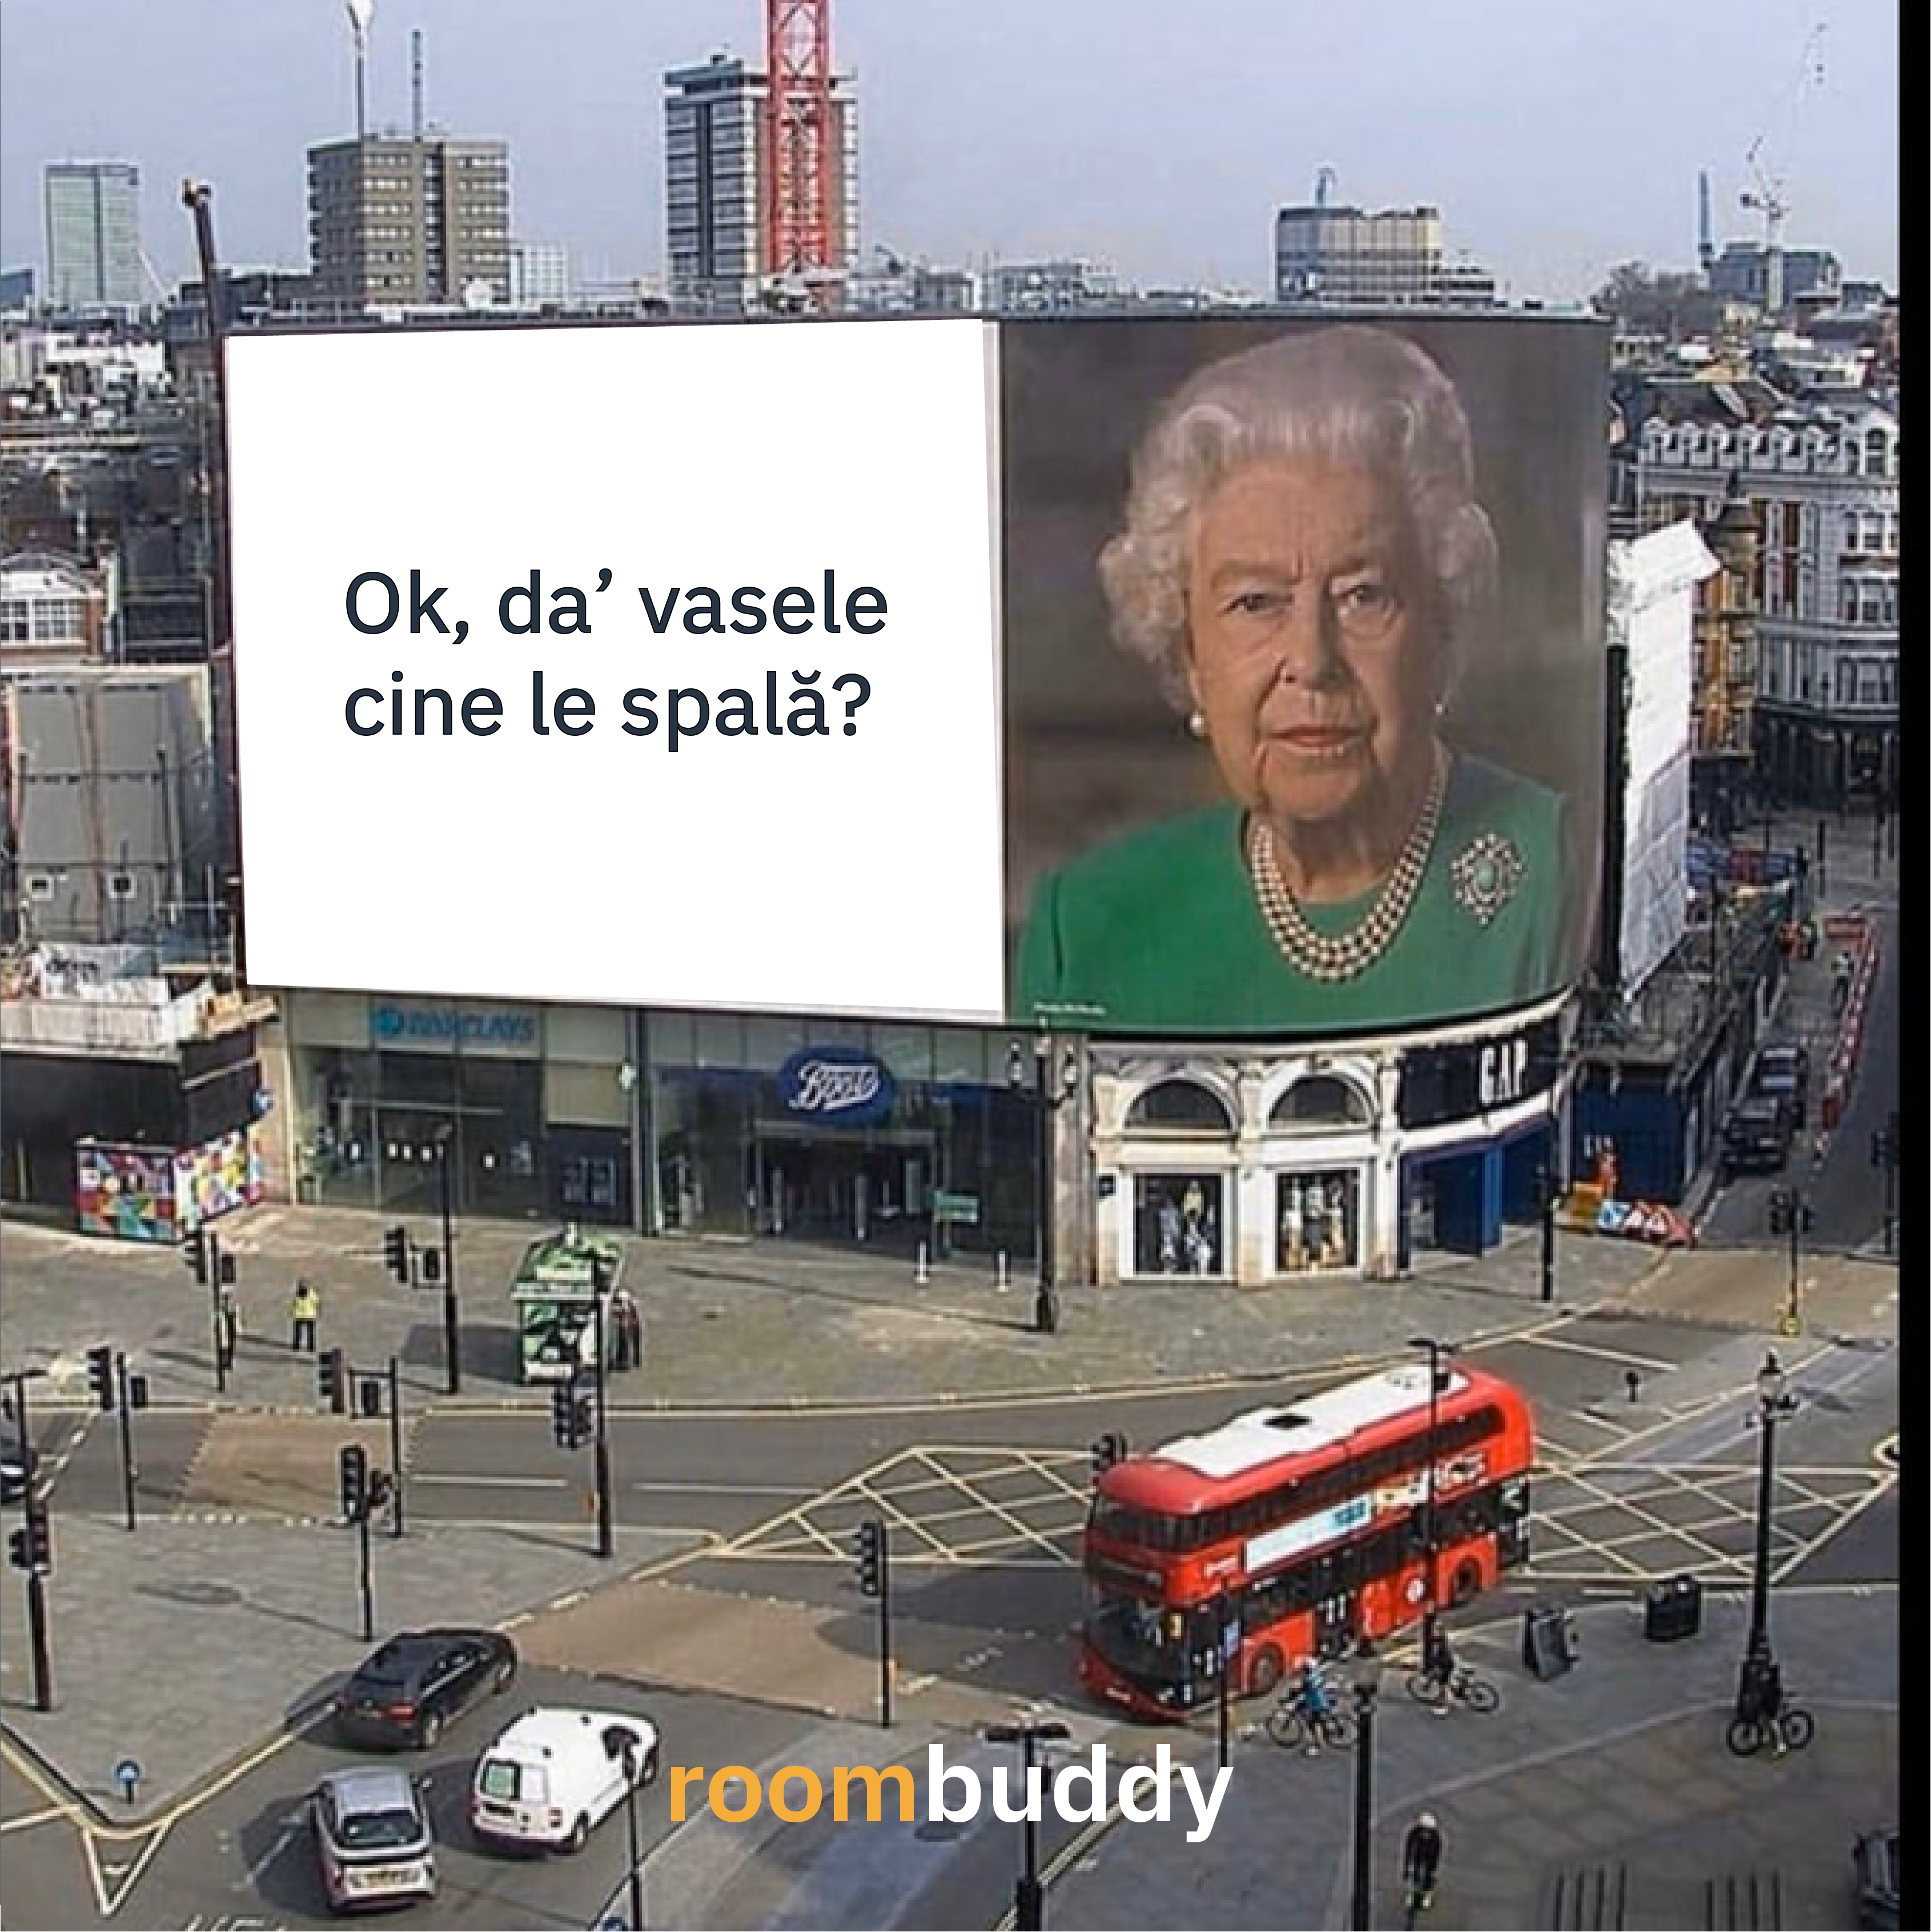 Ok, da’ vasele
cine le spală?
BARCLAYS
Boots
GAP
roombuddy